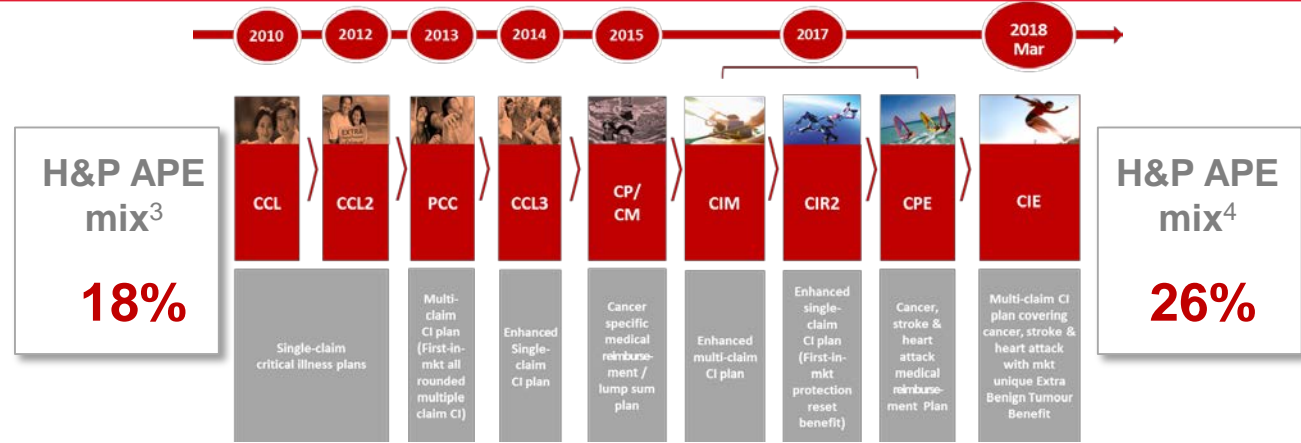 2010
2012
2013
2014
2015
2017
2018
Mar
H&P APE
mix3
18%
CCL
CCL2
PCC
CCL3
CP/
CM
CIM
CIR2
CPE
CIE
Single-claim
critical illness plans
Multi-
claim
CI plan
(First-in-
mkt all
rounded
multiple
claim CI)
Enhanced
Single-
claim
CI plan
Cancer
specific
medical
reimburse-
ment /
lump sum
plan
Enhanced
multi-claim
CI plan
Enhanced
single-
claim
CI plan
(First-in-
mkt
protection
reset
benefit)
Cancer,
stroke &
heart
attack
medical
reimburse-
ment Plan
Multi-claim CI
plan covering
cancer, stroke &
heart attack
with mkt
unique Extra
Benign Tumour
Benefit
H&P APE
mix4
26%
EXTRA